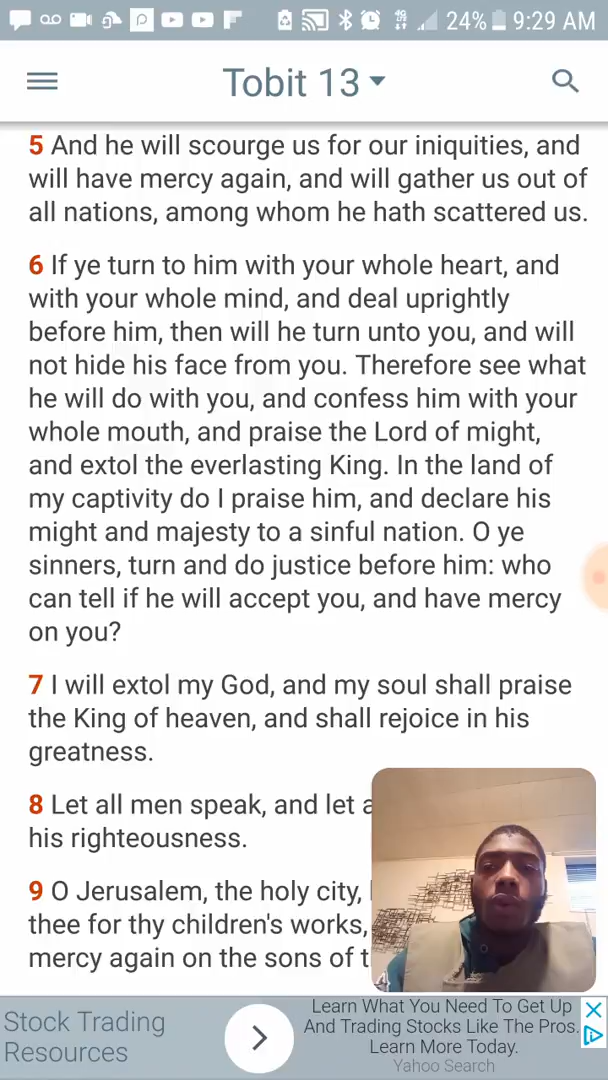 24% 9:29 AM
Tobit 13
5 And he will scourge us for our iniquities, and
will have mercy again, and will gather us out of
all nations, among whom he hath scattered us.
6 If ye turn to him with your whole heart, and
with your whole mind, and deal uprightly
before him, then will he turn unto you, and will
not hide his face from you. Therefore see what
he will do with you, and confess him with your
whole mouth, and praise the Lord of might,
and extol the everlasting King. In the land of
my captivity do I praise him, and declare his
might and majesty to a sinful nation. O ye
sinners, turn and do justice before him: who
can tell if he will accept you, and have mercy
on you?
7 I will extol my God, and my soul shall praise
the King of heaven, and shall rejoice in his
greatness.
8 Let all men speak, and let
his righteousness.
9 O Jerusalem, the holy city,
thee for thy children's works,
mercy again on the sons of
Stock Trading
Resources
Learn What You Need To Get Up
And Trading Stocks Like The Pros.
Learn More Today.
Yahoo Search